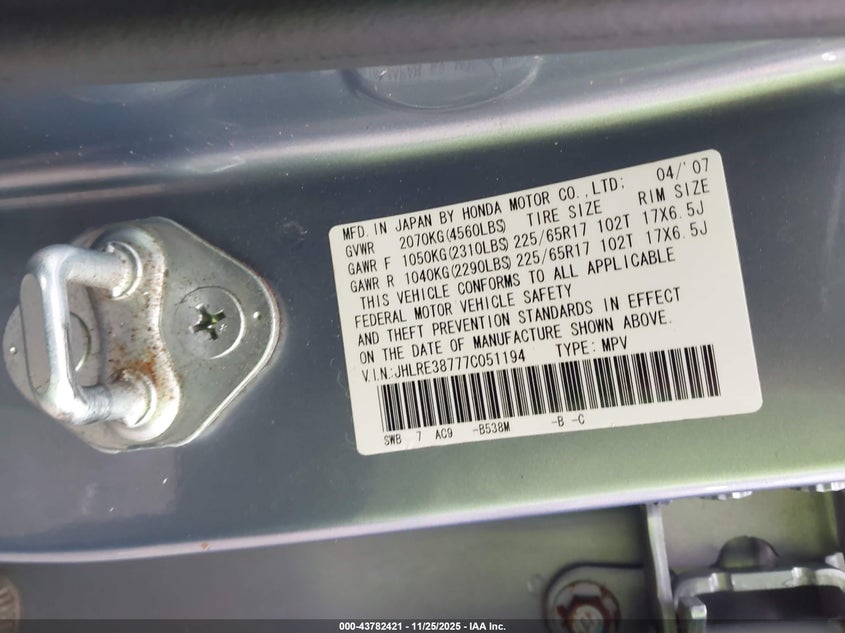 MFD. IN JAPAN BY HONDA MOTOR CO.,LTD: 04/'07
GVWR 2070KG(4560LBS) TIRE SIZE RIM SIZE
GAWR F 1050KG(2310LBS) 225/65R17 102T 17X6.5J
GAWR R 1040KG(2290LBS) 225/65R17 102T 17X6.5J
THIS VEHICLE CONFORMS TO ALL APPLICABLE
FEDERAL MOTOR VEHICLE SAFETY
AND THEFT PREVENTION STANDARDS IN EFFECT
ON THE DATE OF MANUFACTURE SHOWN ABOVE.
V.I.N:JHLRE38777C051194 TYPE:MPV
SWB 7 AC9 -B538M -B -C
000-43782421 - 11/25/2025 - IAA Inc.